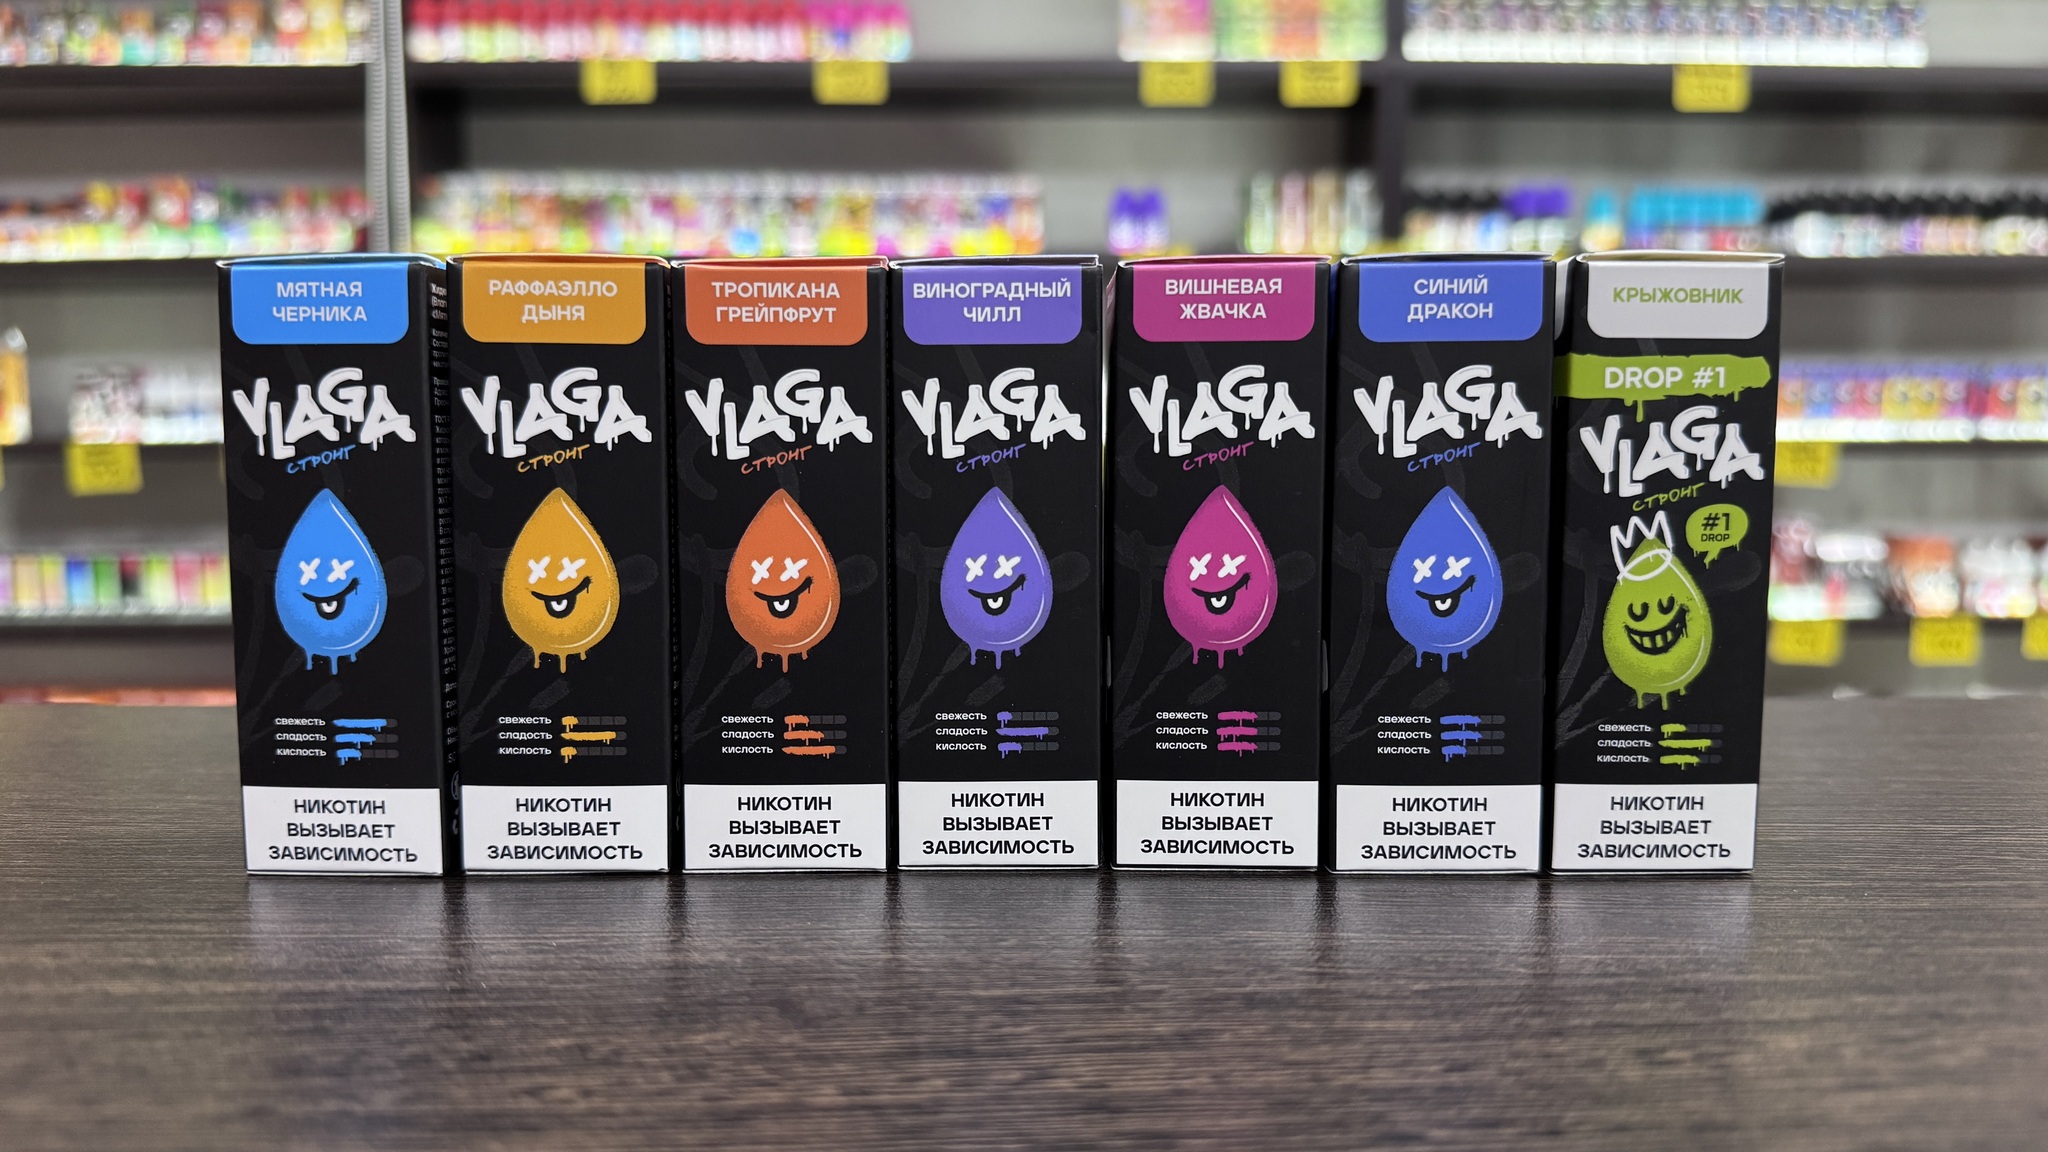 МЯТНАЯ
ЧЕРНИКА
VLAGA
СТРОНГ
свежесть
сладость
кислость
НИКОТИН
ВЫЗЫВАЕТ
ЗАВИСИМОСТЬ
РАФФАЭЛЛО
ДЫНЯ
VLAGA
СТРОНГ
свежесть
сладость
кислость
НИКОТИН
ВЫЗЫВАЕТ
ЗАВИСИМОСТЬ
ТРОПИКАНА
ГРЕЙПФРУТ
VLAGA
СТРОНГ
свежесть
сладость
кислость
НИКОТИН
ВЫЗЫВАЕТ
ЗАВИСИМОСТЬ
ВИНОГРАДНЫЙ
ЧИЛЛ
VLAGA
СТРОНГ
свежесть
сладость
кислость
НИКОТИН
ВЫЗЫВАЕТ
ЗАВИСИМОСТЬ
ВИШНЕВАЯ
ЖВАЧКА
VLAGA
СТРОНГ
свежесть
сладость
кислость
НИКОТИН
ВЫЗЫВАЕТ
ЗАВИСИМОСТЬ
СИНИЙ
ДРАКОН
VLAGA
СТРОНГ
свежесть
сладость
кислость
НИКОТИН
ВЫЗЫВАЕТ
ЗАВИСИМОСТЬ
КРЫЖОВНИК
DROP #1
VLAGA
СТРОНГ
#1
DROP
свежесть
сладость
кислость
НИКОТИН
ВЫЗЫВАЕТ
ЗАВИСИМОСТЬ